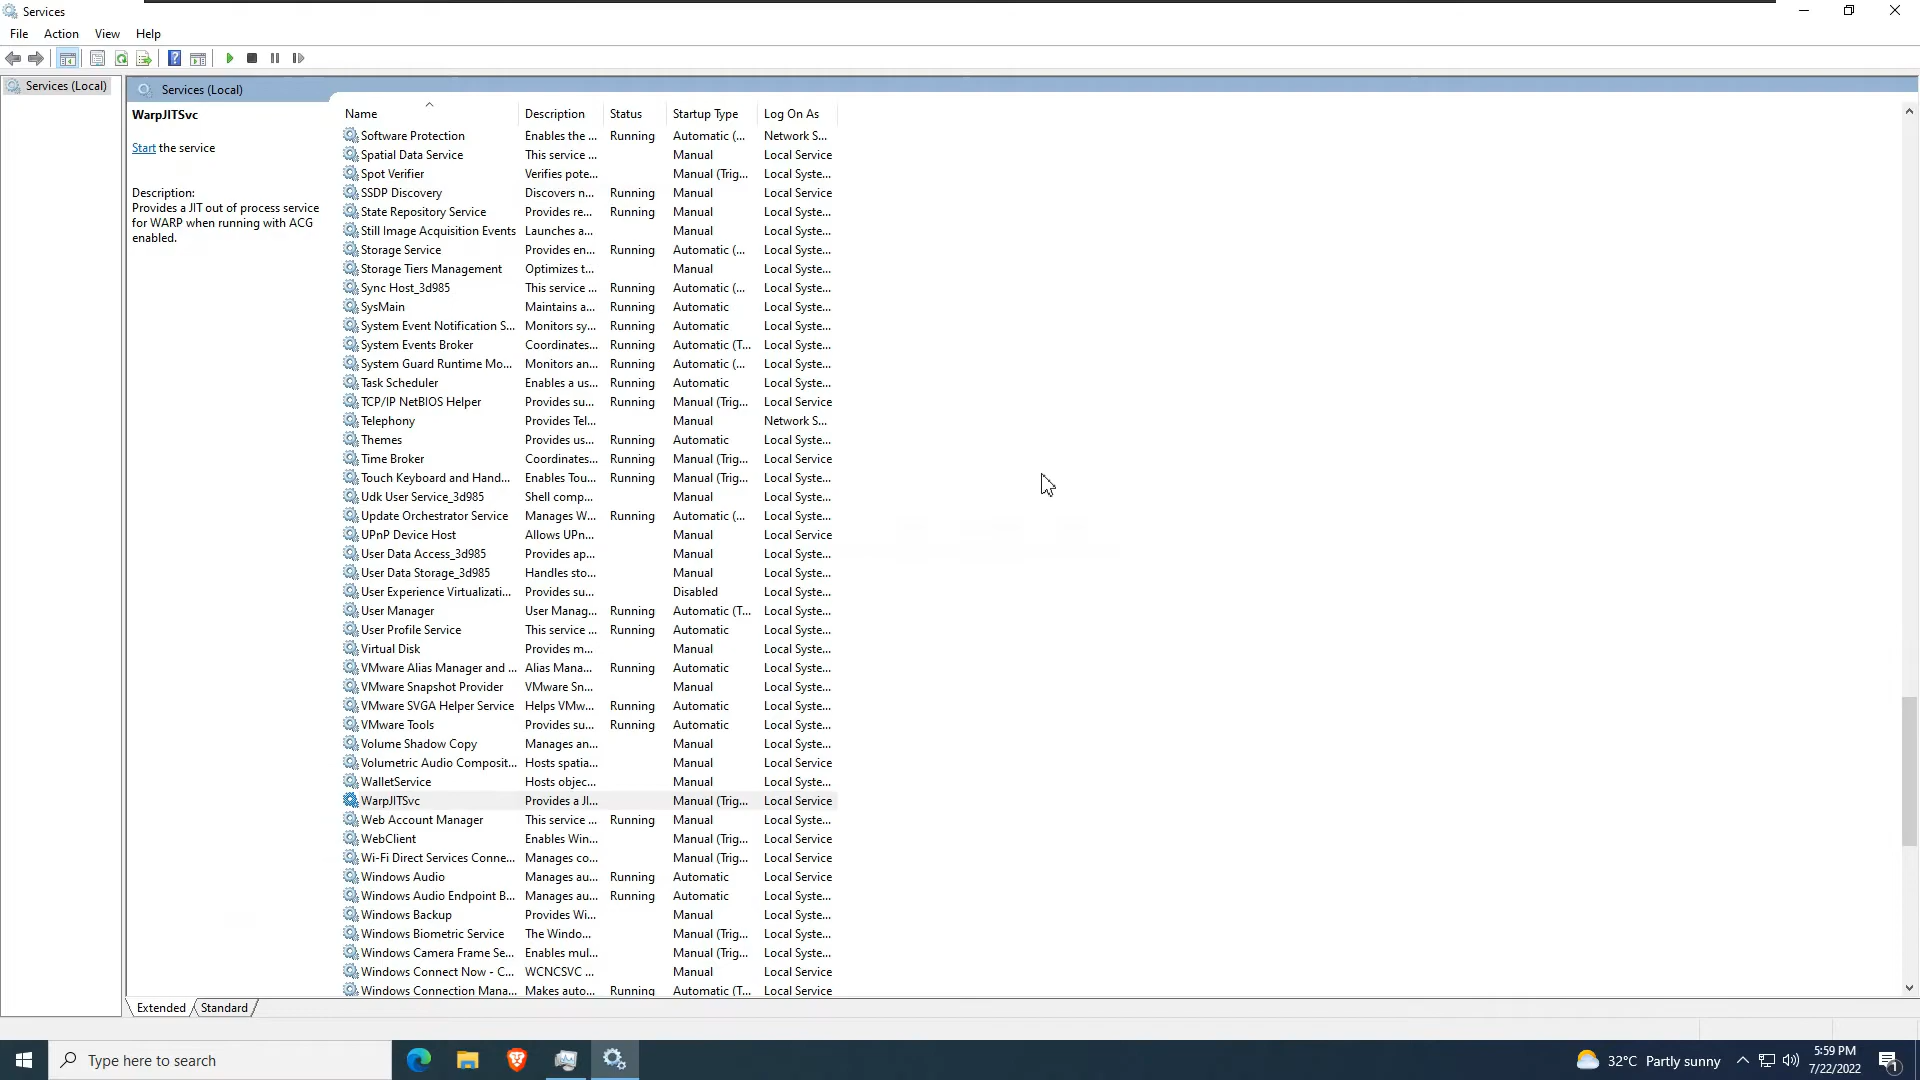 Services
File Action View Help
Services (Local)
Services (Local)
WarpJITSvc
Start the service
Description:
Provides a JIT out of process service
for WARP when running with ACG
enabled.
Name Description Status Startup Type Log On As
Software Protection Enables the ... Running Automatic (... Network S...
Spatial Data Service This service ... Manual Local Service
Spot Verifier Verifies pote... Manual (Trig... Local Syste...
SSDP Discovery Discovers n... Running Manual Local Service
State Repository Service Provides re... Running Manual Local Syste...
Still Image Acquisition Events Launches a... Manual Local Syste...
Storage Service Provides en... Running Automatic (... Local Syste...
Storage Tiers Management Optimizes t... Manual Local Syste...
Sync Host_3d985 This service ... Running Automatic (... Local Syste...
SysMain Maintains a... Running Automatic Local Syste...
System Event Notification S... Monitors sy... Running Automatic Local Syste...
System Events Broker Coordinates... Running Automatic (T... Local Syste...
System Guard Runtime Mo... Monitors an... Running Automatic (... Local Syste...
Task Scheduler Enables a us... Running Automatic Local Syste...
TCP/IP NetBIOS Helper Provides su... Running Manual (Trig... Local Service
Telephony Provides Tel... Manual Network S...
Themes Provides us... Running Automatic Local Syste...
Time Broker Coordinates... Running Manual (Trig... Local Service
Touch Keyboard and Hand... Enables Tou... Running Manual (Trig... Local Syste...
Udk User Service_3d985 Shell comp... Manual Local Syste...
Update Orchestrator Service Manages W... Running Automatic (... Local Syste...
UPnP Device Host Allows UPn... Manual Local Service
User Data Access_3d985 Provides ap... Manual Local Syste...
User Data Storage_3d985 Handles sto... Manual Local Syste...
User Experience Virtualizati... Provides su... Disabled Local Syste...
User Manager User Manag... Running Automatic (T... Local Syste...
User Profile Service This service ... Running Automatic Local Syste...
Virtual Disk Provides m... Manual Local Syste...
VMware Alias Manager and ... Alias Mana... Running Automatic Local Syste...
VMware Snapshot Provider VMware Sn... Manual Local Syste...
VMware SVGA Helper Service Helps VMw... Running Automatic Local Syste...
VMware Tools Provides su... Running Automatic Local Syste...
Volume Shadow Copy Manages an... Manual Local Syste...
Volumetric Audio Composit... Hosts spatia... Manual Local Service
WalletService Hosts objec... Manual Local Syste...
WarpJITSvc Provides a JI... Manual (Trig... Local Service
Web Account Manager This service ... Running Manual Local Syste...
WebClient Enables Win... Manual (Trig... Local Service
Wi-Fi Direct Services Conne... Manages co... Manual (Trig... Local Service
Windows Audio Manages au... Running Automatic Local Service
Windows Audio Endpoint B... Manages au... Running Automatic Local Syste...
Windows Backup Provides Wi... Manual Local Syste...
Windows Biometric Service The Windo... Manual (Trig... Local Syste...
Windows Camera Frame Se... Enables mul... Manual (Trig... Local Syste...
Windows Connect Now - C... WCNCSVC ... Manual Local Service
Windows Connection Mana... Makes auto... Running Automatic (T... Local Service
Extended Standard
Type here to search
32°C Partly sunny
5:59 PM
7/22/2022
1